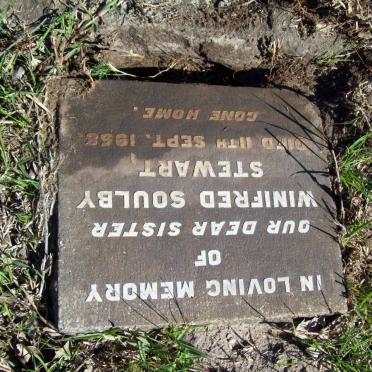 IN LOVING MEMORY
OF
OUR DEAR SISTER
WINIFRED SOULBY
STEWART,
DIED 11TH SEPT. 1958.
GONE HOME.